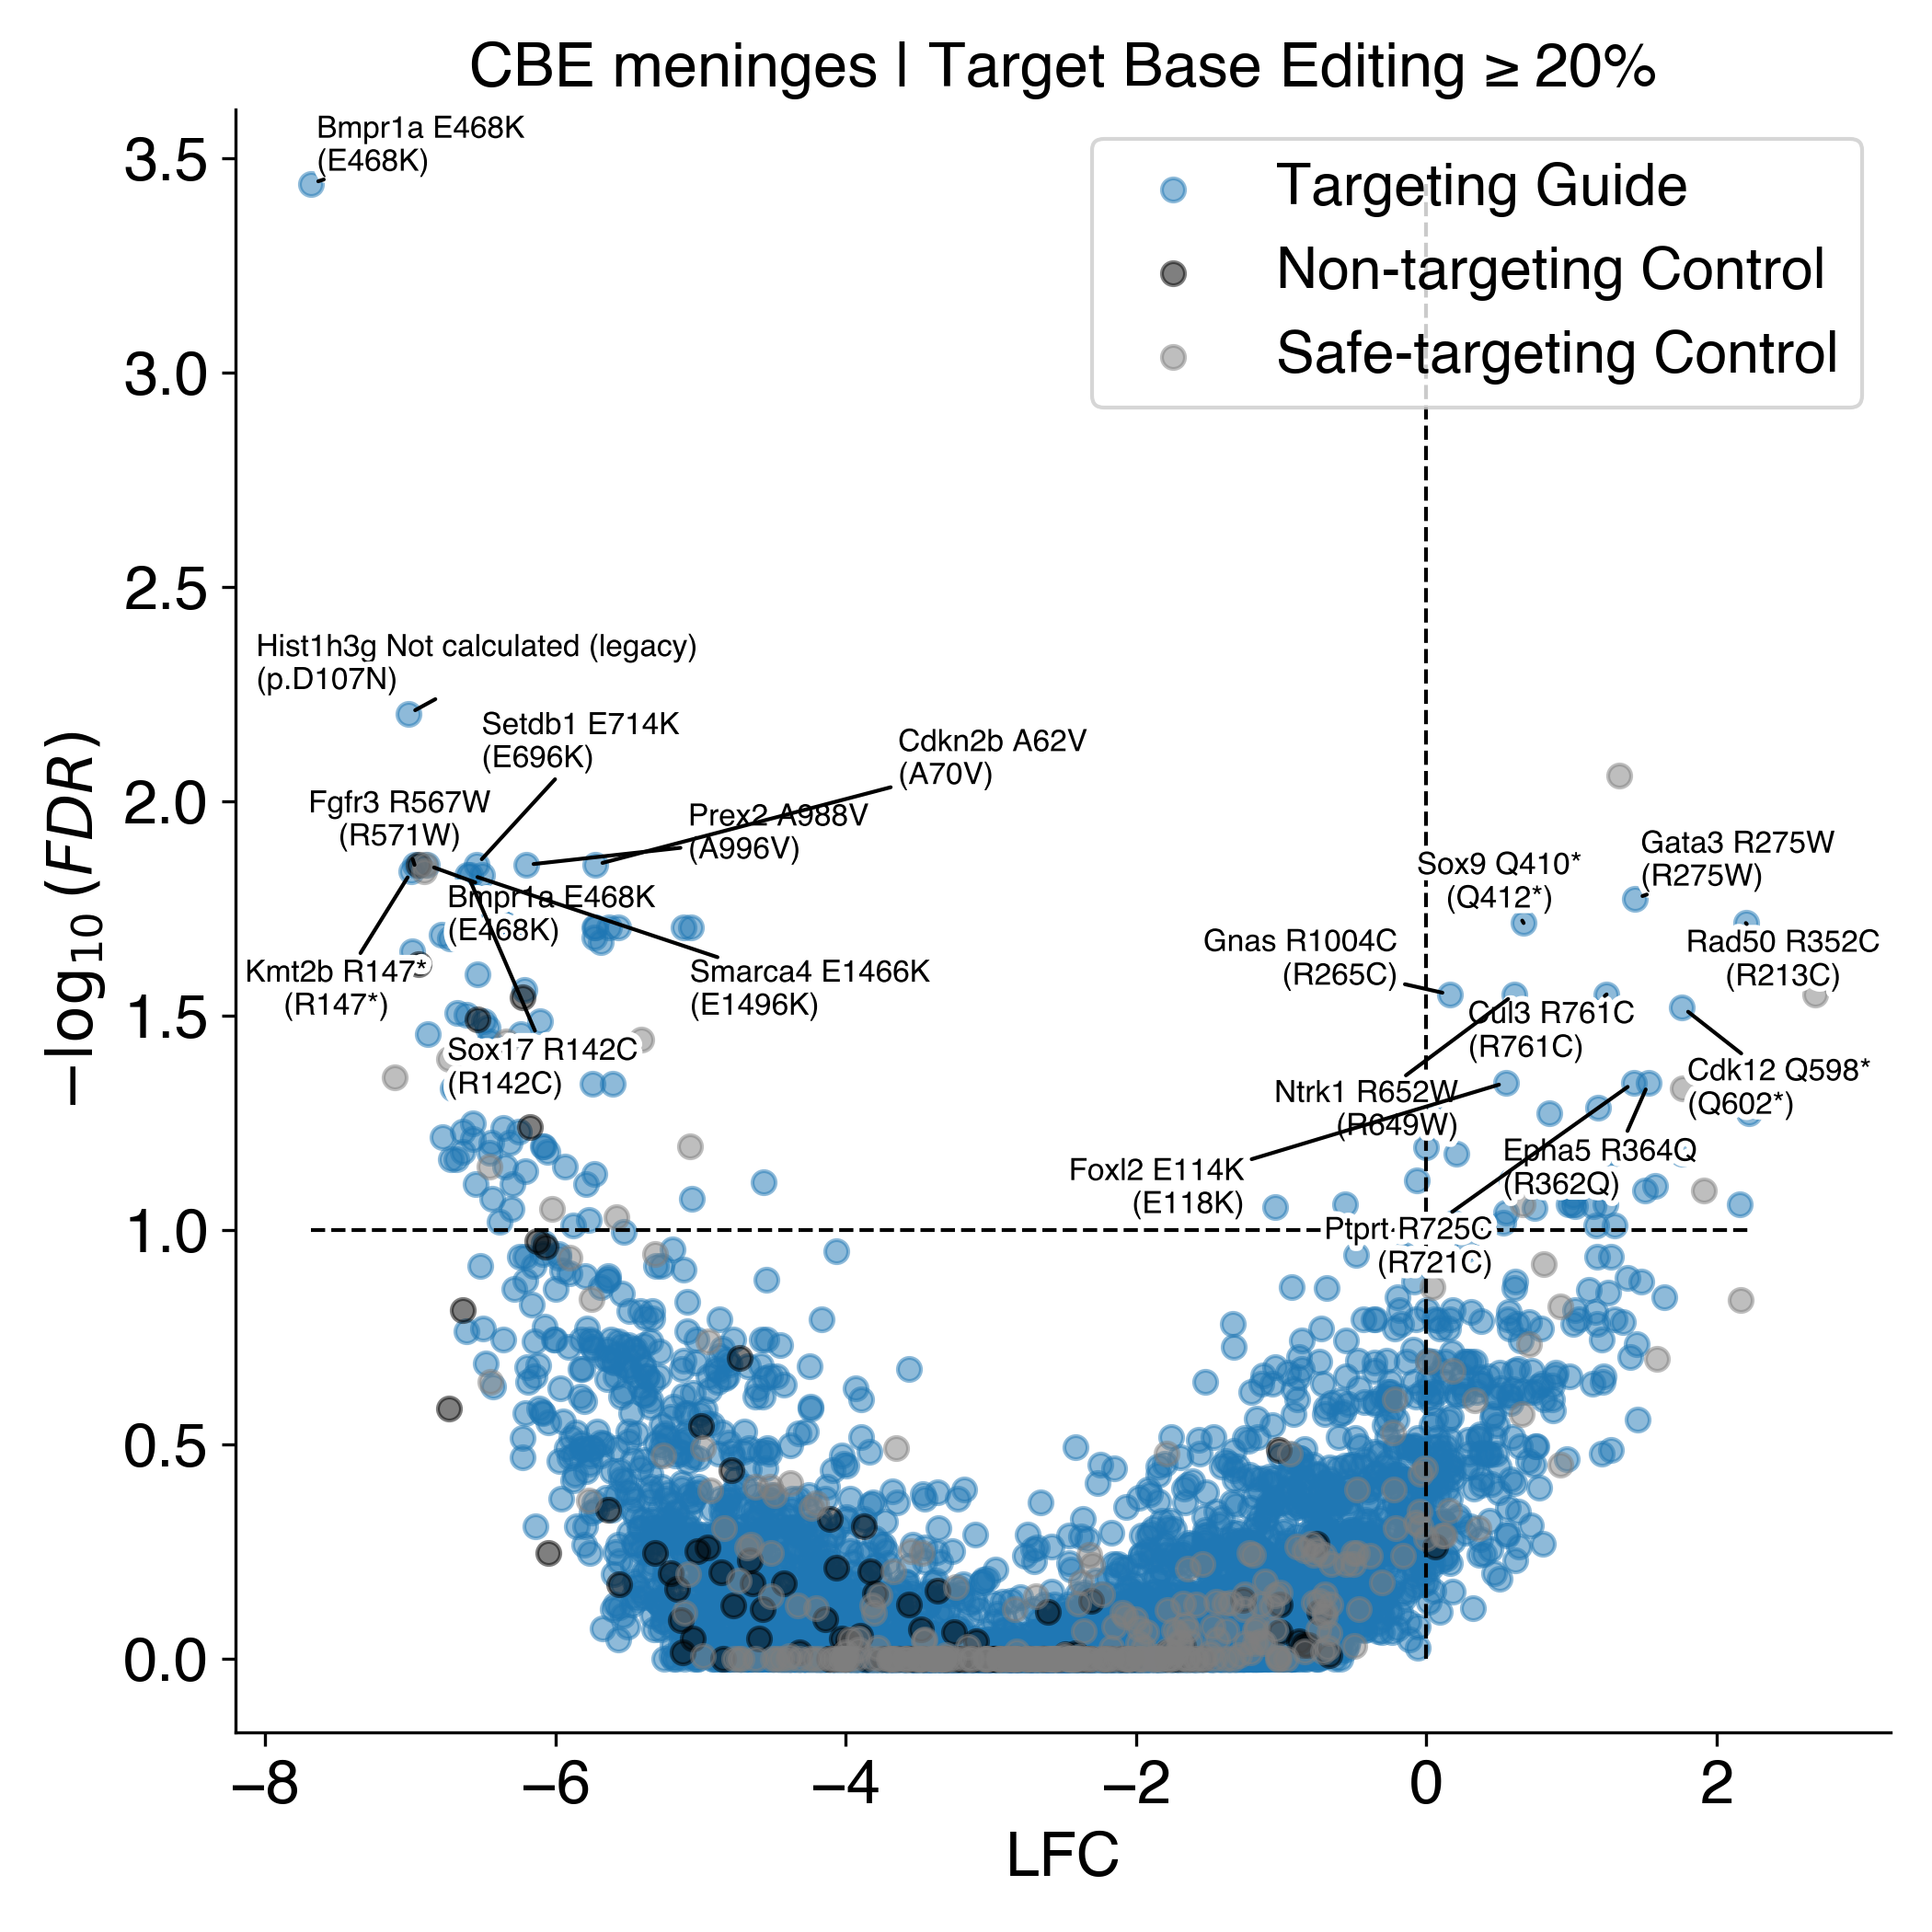 CBE meninges | Target Base Editing ≥ 20%
Targeting Guide
Non-targeting Control
Safe-targeting Control
Bmpr1a E468K
(E468K)
Hist1h3g Not calculated (legacy)
(p.D107N)
Setdb1 E714K
(E696K)
Cdkn2b A62V
(A70V)
Fgfr3 R567W
(R571W)
Prex2 A988V
(A996V)
Bmpr1a E468K
(E468K)
Kmt2b R147*
(R147*)
Smarca4 E1466K
(E1496K)
Sox17 R142C
(R142C)
Gata3 R275W
(R275W)
Sox9 Q410*
(Q412*)
Gnas R1004C
(R265C)
Rad50 R352C
(R213C)
Cul3 R761C
(R761C)
Cdk12 Q598*
(Q602*)
Ntrk1 R652W
(R649W)
Epha5 R364Q
(R362Q)
Foxl2 E114K
(E118K)
Ptprt R725C
(R721C)
−log10 (FDR)
3.5
3.0
2.5
2.0
1.5
1.0
0.5
0.0
−8 −6 −4 −2 0 2
LFC